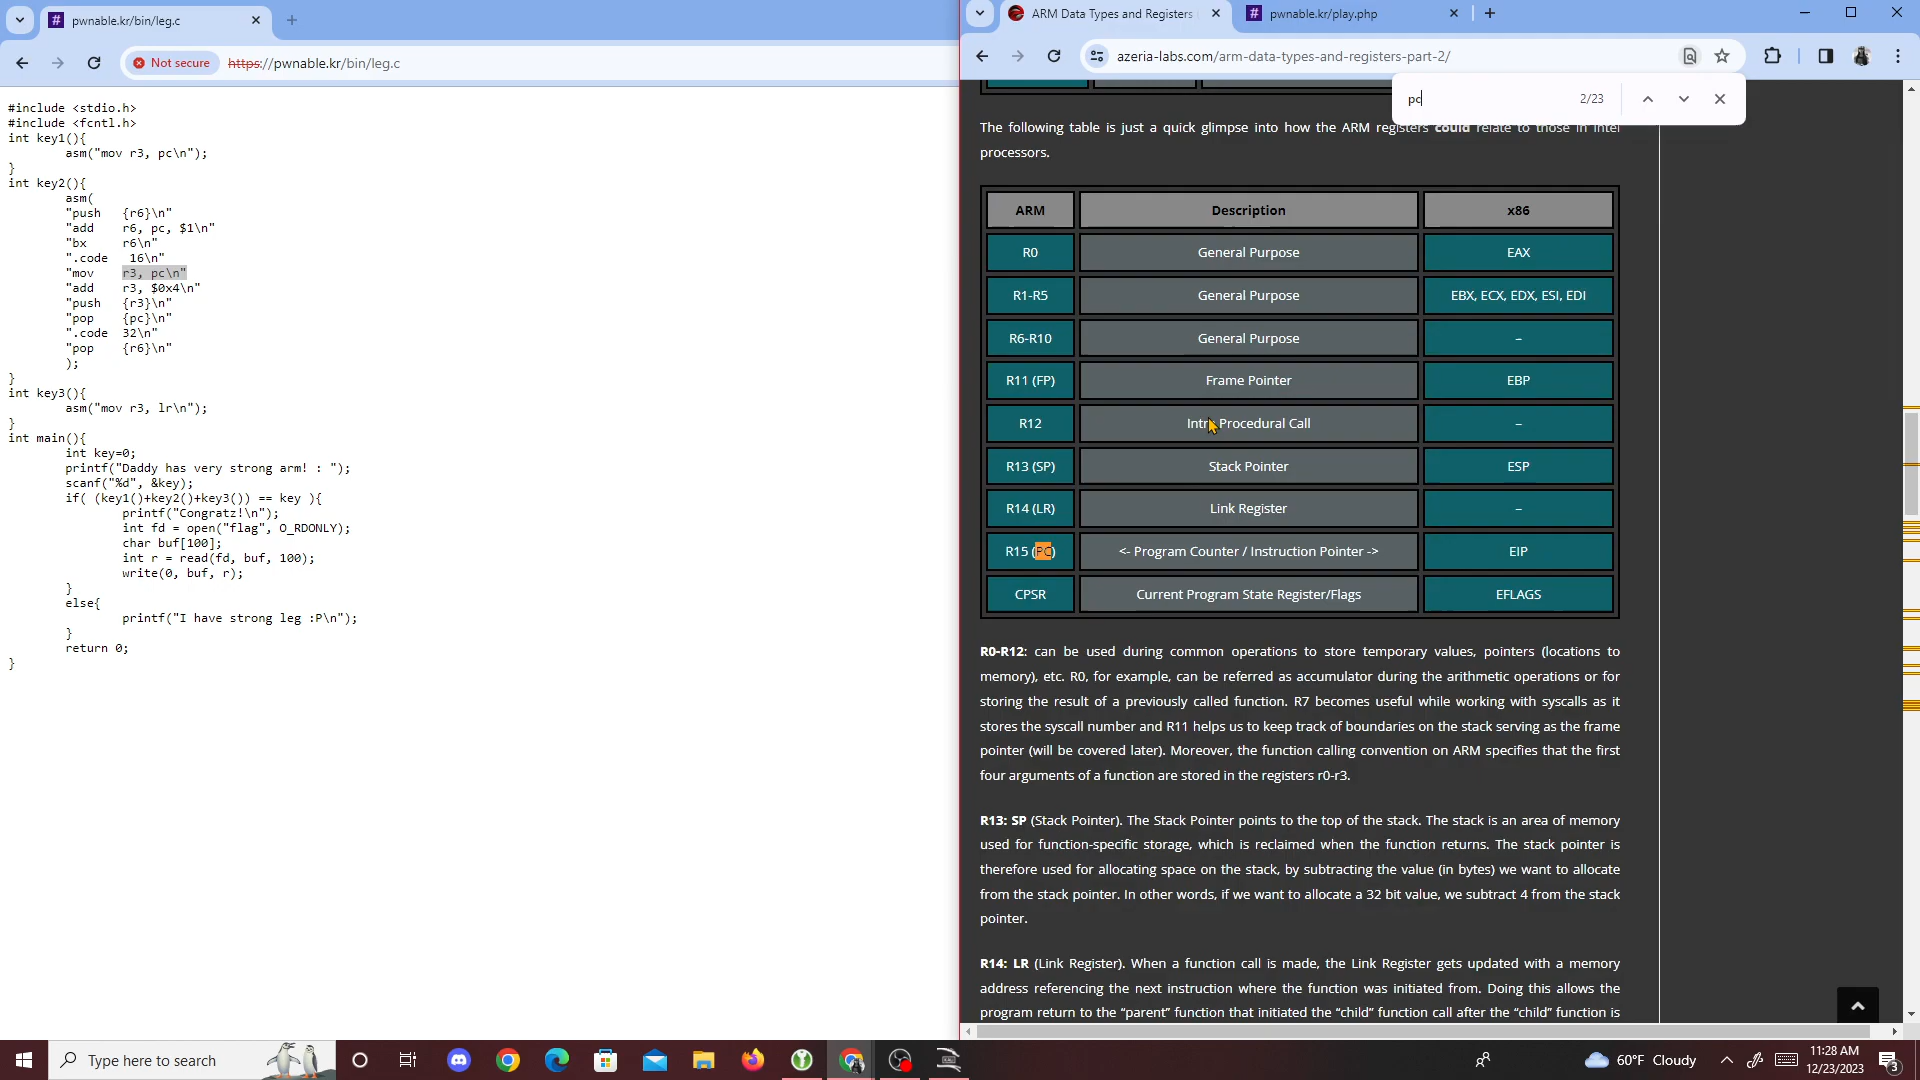 pwnable.kr/bin/leg.c
Not secure
https://pwnable.kr/bin/leg.c
#include <stdio.h>
#include <fcntl.h>
int key1(){
asm("mov r3, pc\n");
}
int key2(){
asm(
"push {r6}\n"
"add r6, pc, $1\n"
"bx r6\n"
".code 16\n"
"mov r3, pc\n"
"add r3, $0x4\n"
"push {r3}\n"
"pop {pc}\n"
".code 32\n"
"pop {r6}\n"
);
}
int key3(){
asm("mov r3, lr\n");
}
int main(){
int key=0;
printf("Daddy has very strong arm! : ");
scanf("%d", &key);
if( (key1()+key2()+key3()) == key ){
printf("Congratz!\n");
int fd = open("flag", O_RDONLY);
char buf[100];
int r = read(fd, buf, 100);
write(0, buf, r);
}
else{
printf("I have strong leg :P\n");
}
return 0;
}
ARM Data Types and Registers
pwnable.kr/play.php
azeria-labs.com/arm-data-types-and-registers-part-2/
pc 2/23
The following table is just a quick glimpse into how the ARM registers could relate to those in Intel
processors.
ARM Description x86
R0 General Purpose EAX
R1-R5 General Purpose EBX, ECX, EDX, ESI, EDI
R6-R10 General Purpose –
R11 (FP) Frame Pointer EBP
R12 Intra Procedural Call –
R13 (SP) Stack Pointer ESP
R14 (LR) Link Register –
R15 (PC) <- Program Counter / Instruction Pointer -> EIP
CPSR Current Program State Register/Flags EFLAGS
R0-R12: can be used during common operations to store temporary values, pointers (locations to
memory), etc. R0, for example, can be referred as accumulator during the arithmetic operations or for
storing the result of a previously called function. R7 becomes useful while working with syscalls as it
stores the syscall number and R11 helps us to keep track of boundaries on the stack serving as the frame
pointer (will be covered later). Moreover, the function calling convention on ARM specifies that the first
four arguments of a function are stored in the registers r0-r3.
R13: SP (Stack Pointer). The Stack Pointer points to the top of the stack. The stack is an area of memory
used for function-specific storage, which is reclaimed when the function returns. The stack pointer is
therefore used for allocating space on the stack, by subtracting the value (in bytes) we want to allocate
from the stack pointer. In other words, if we want to allocate a 32 bit value, we subtract 4 from the stack
pointer.
R14: LR (Link Register). When a function call is made, the Link Register gets updated with a memory
address referencing the next instruction where the function was initiated from. Doing this allows the
program return to the “parent” function that initiated the “child” function call after the “child” function is
Type here to search
60°F Cloudy
11:28 AM
12/23/2023
3